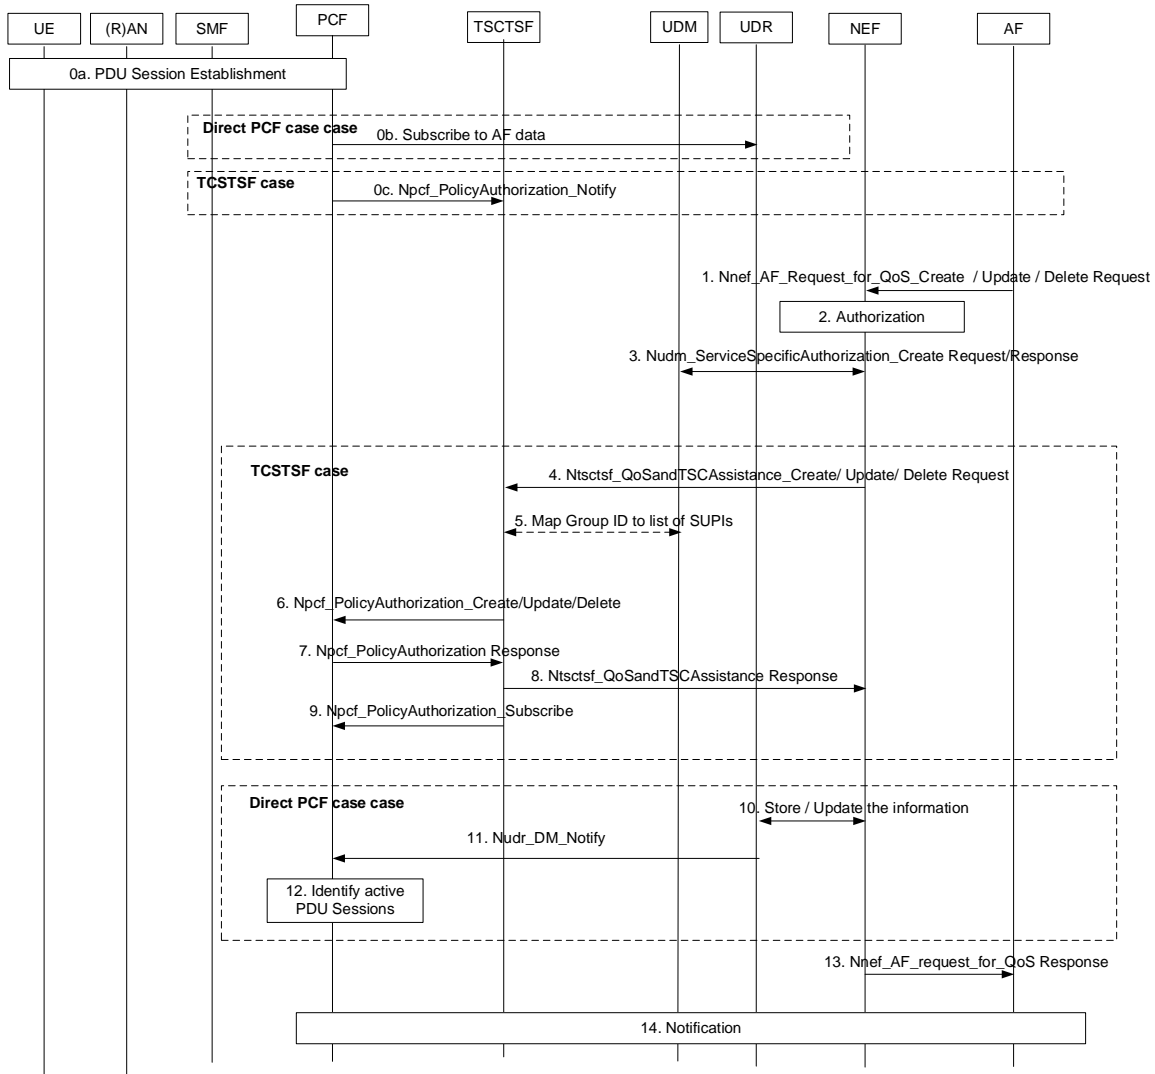 UE
(R)AN
SMF
PCF
TSCTSF
UDM
UDR
NEF
AF
0a. PDU Session Establishment
Direct PCF case case
0b. Subscribe to AF data
TCSTSF case
0c. Npcf_PolicyAuthorization_Notify
1. Nnef_AF_Request_for_QoS_Create / Update / Delete Request
2. Authorization
3. Nudm_ServiceSpecificAuthorization_Create Request/Response
TCSTSF case
4. Ntsctsf_QoSandTSCAssistance_Create/ Update/ Delete Request
5. Map Group ID to list of SUPIs
6. Npcf_PolicyAuthorization_Create/Update/Delete
7. Npcf_PolicyAuthorization Response
8. Ntsctsf_QoSandTSCAssistance Response
9. Npcf_PolicyAuthorization_Subscribe
Direct PCF case case
10. Store / Update the information
11. Nudr_DM_Notify
12. Identify active
PDU Sessions
13. Nnef_AF_request_for_QoS Response
14. Notification